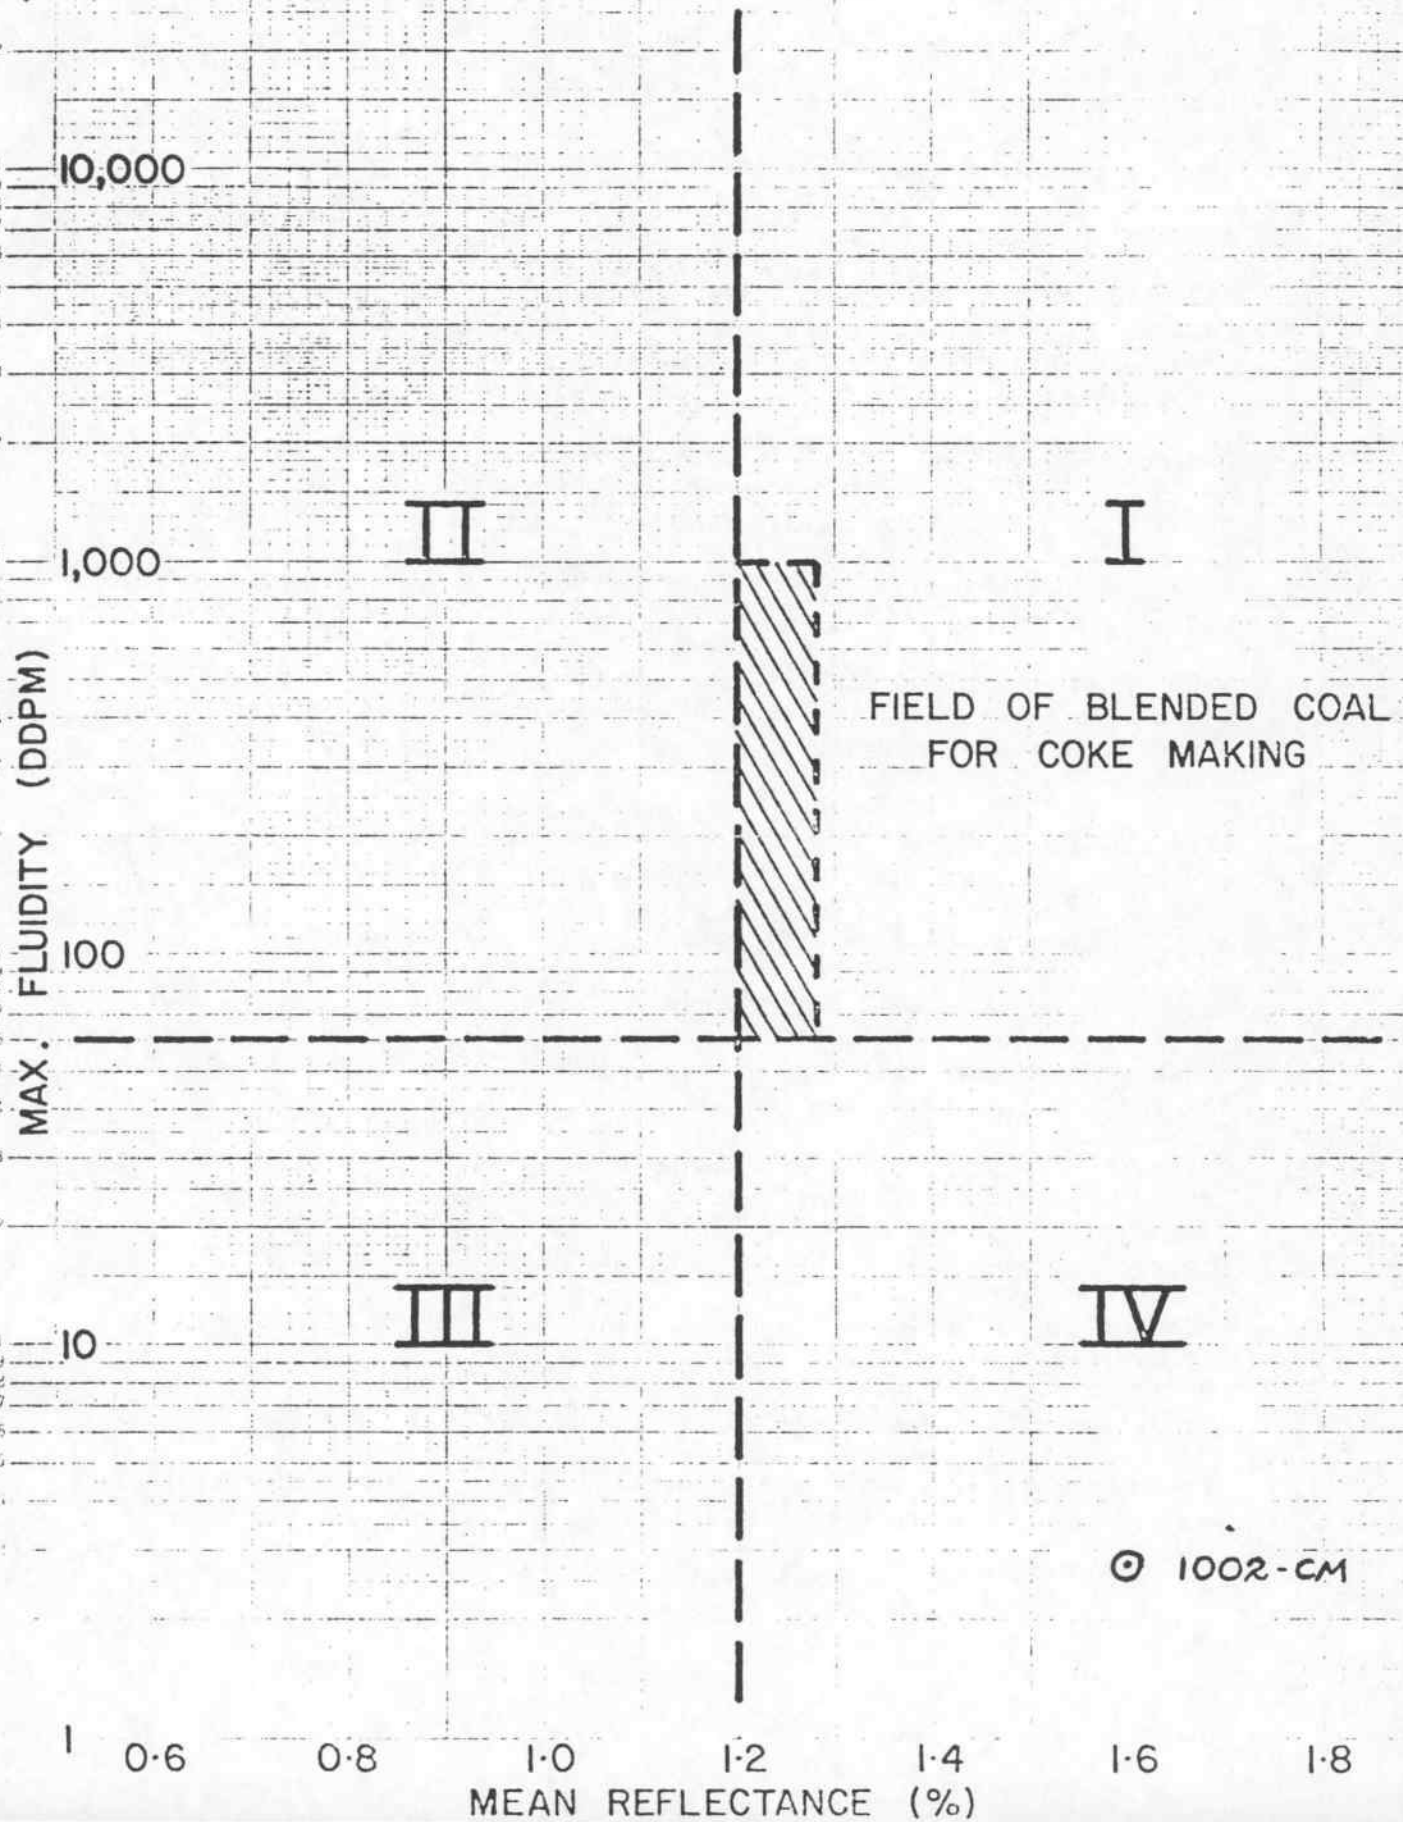 10,000
II
I
1,000
MAX. FLUIDITY (DDPM)
FIELD OF BLENDED COAL
FOR COKE MAKING
100
III
IV
10
1002-CM
1
0·6 0·8 1·0 1·2 1·4 1·6 1·8
MEAN REFLECTANCE (%)